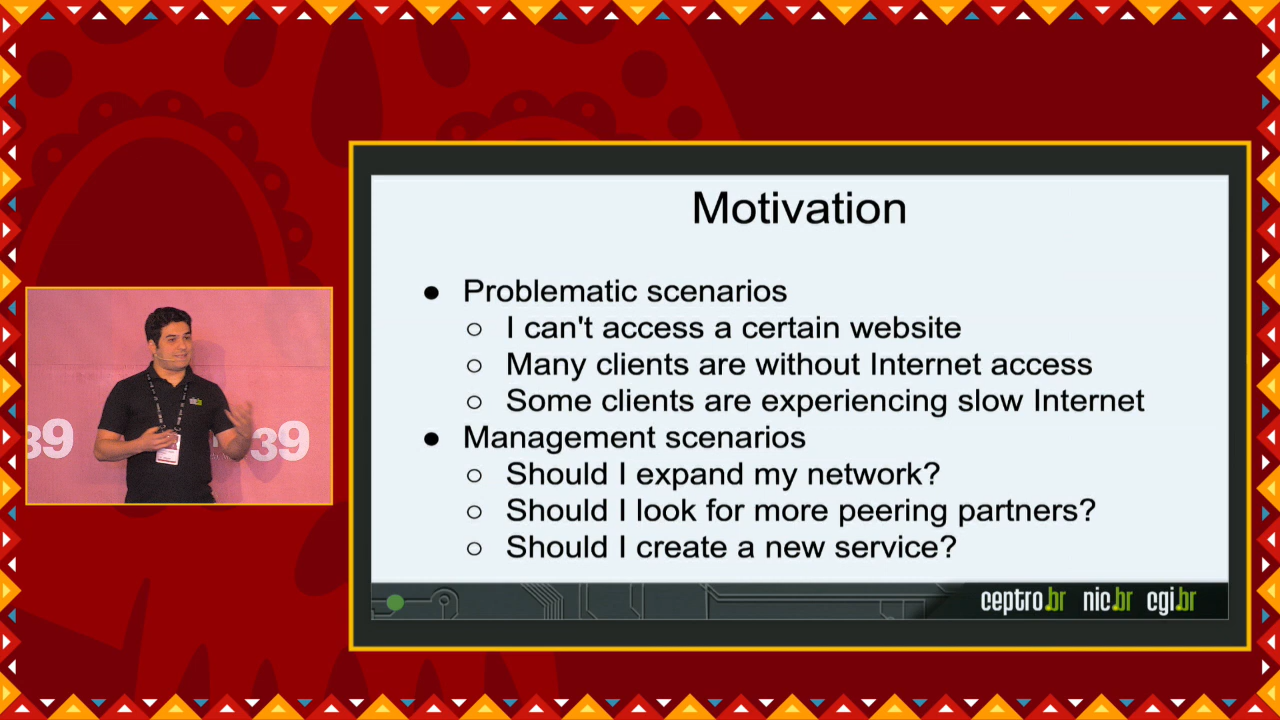 Motivation
● Problematic scenarios
○ I can't access a certain website
○ Many clients are without Internet access
○ Some clients are experiencing slow Internet
● Management scenarios
○ Should I expand my network?
○ Should I look for more peering partners?
○ Should I create a new service?
ceptro.br nic.br cgi.br
39
39